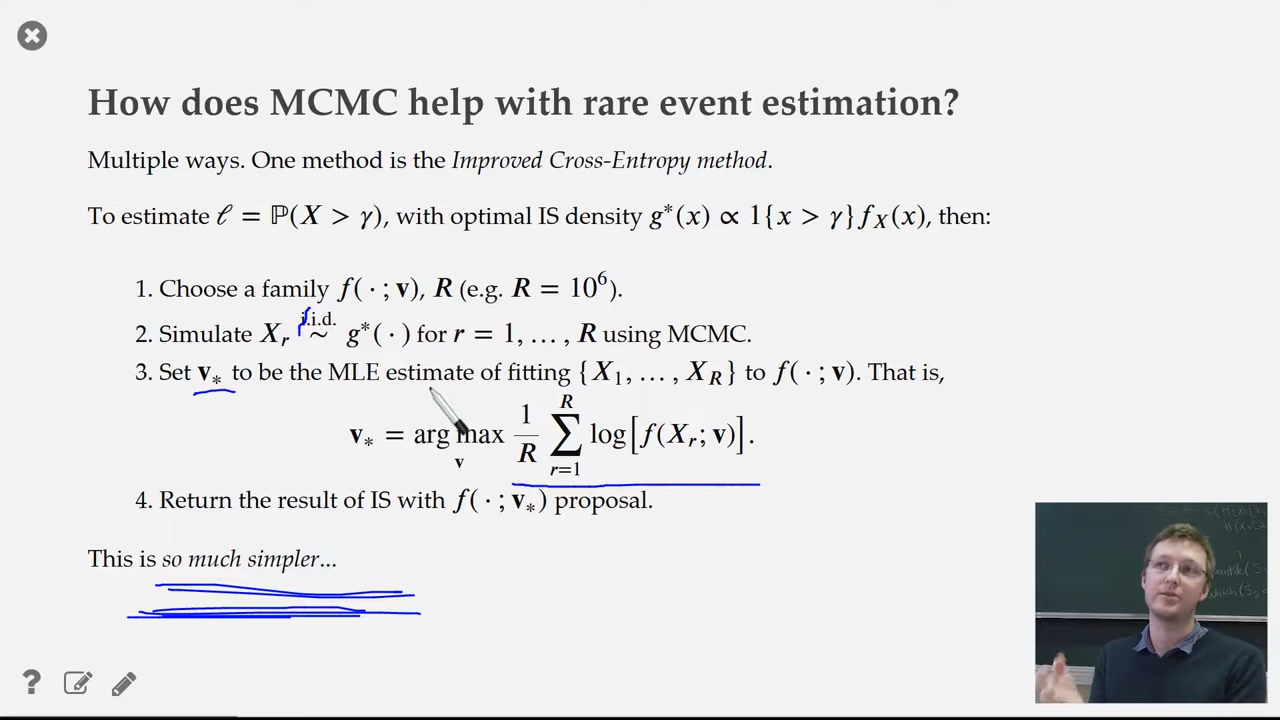 How does MCMC help with rare event estimation?
Multiple ways. One method is the Improved Cross-Entropy method.
To estimate ℓ = ℙ(X > γ), with optimal IS density g*(x) ∝ 1{x > γ} f_X(x), then:
1. Choose a family f( · ; v), R (e.g. R = 10⁶).
2. Simulate X_r i.i.d. ∼ g*( · ) for r = 1, … , R using MCMC.
3. Set v_* to be the MLE estimate of fitting {X_1, … , X_R} to f( · ; v). That is,
v_* = arg max_v 1/R ∑_{r=1}^{R} log[f(X_r; v)].
4. Return the result of IS with f( · ; v_*) proposal.
This is so much simpler...
?